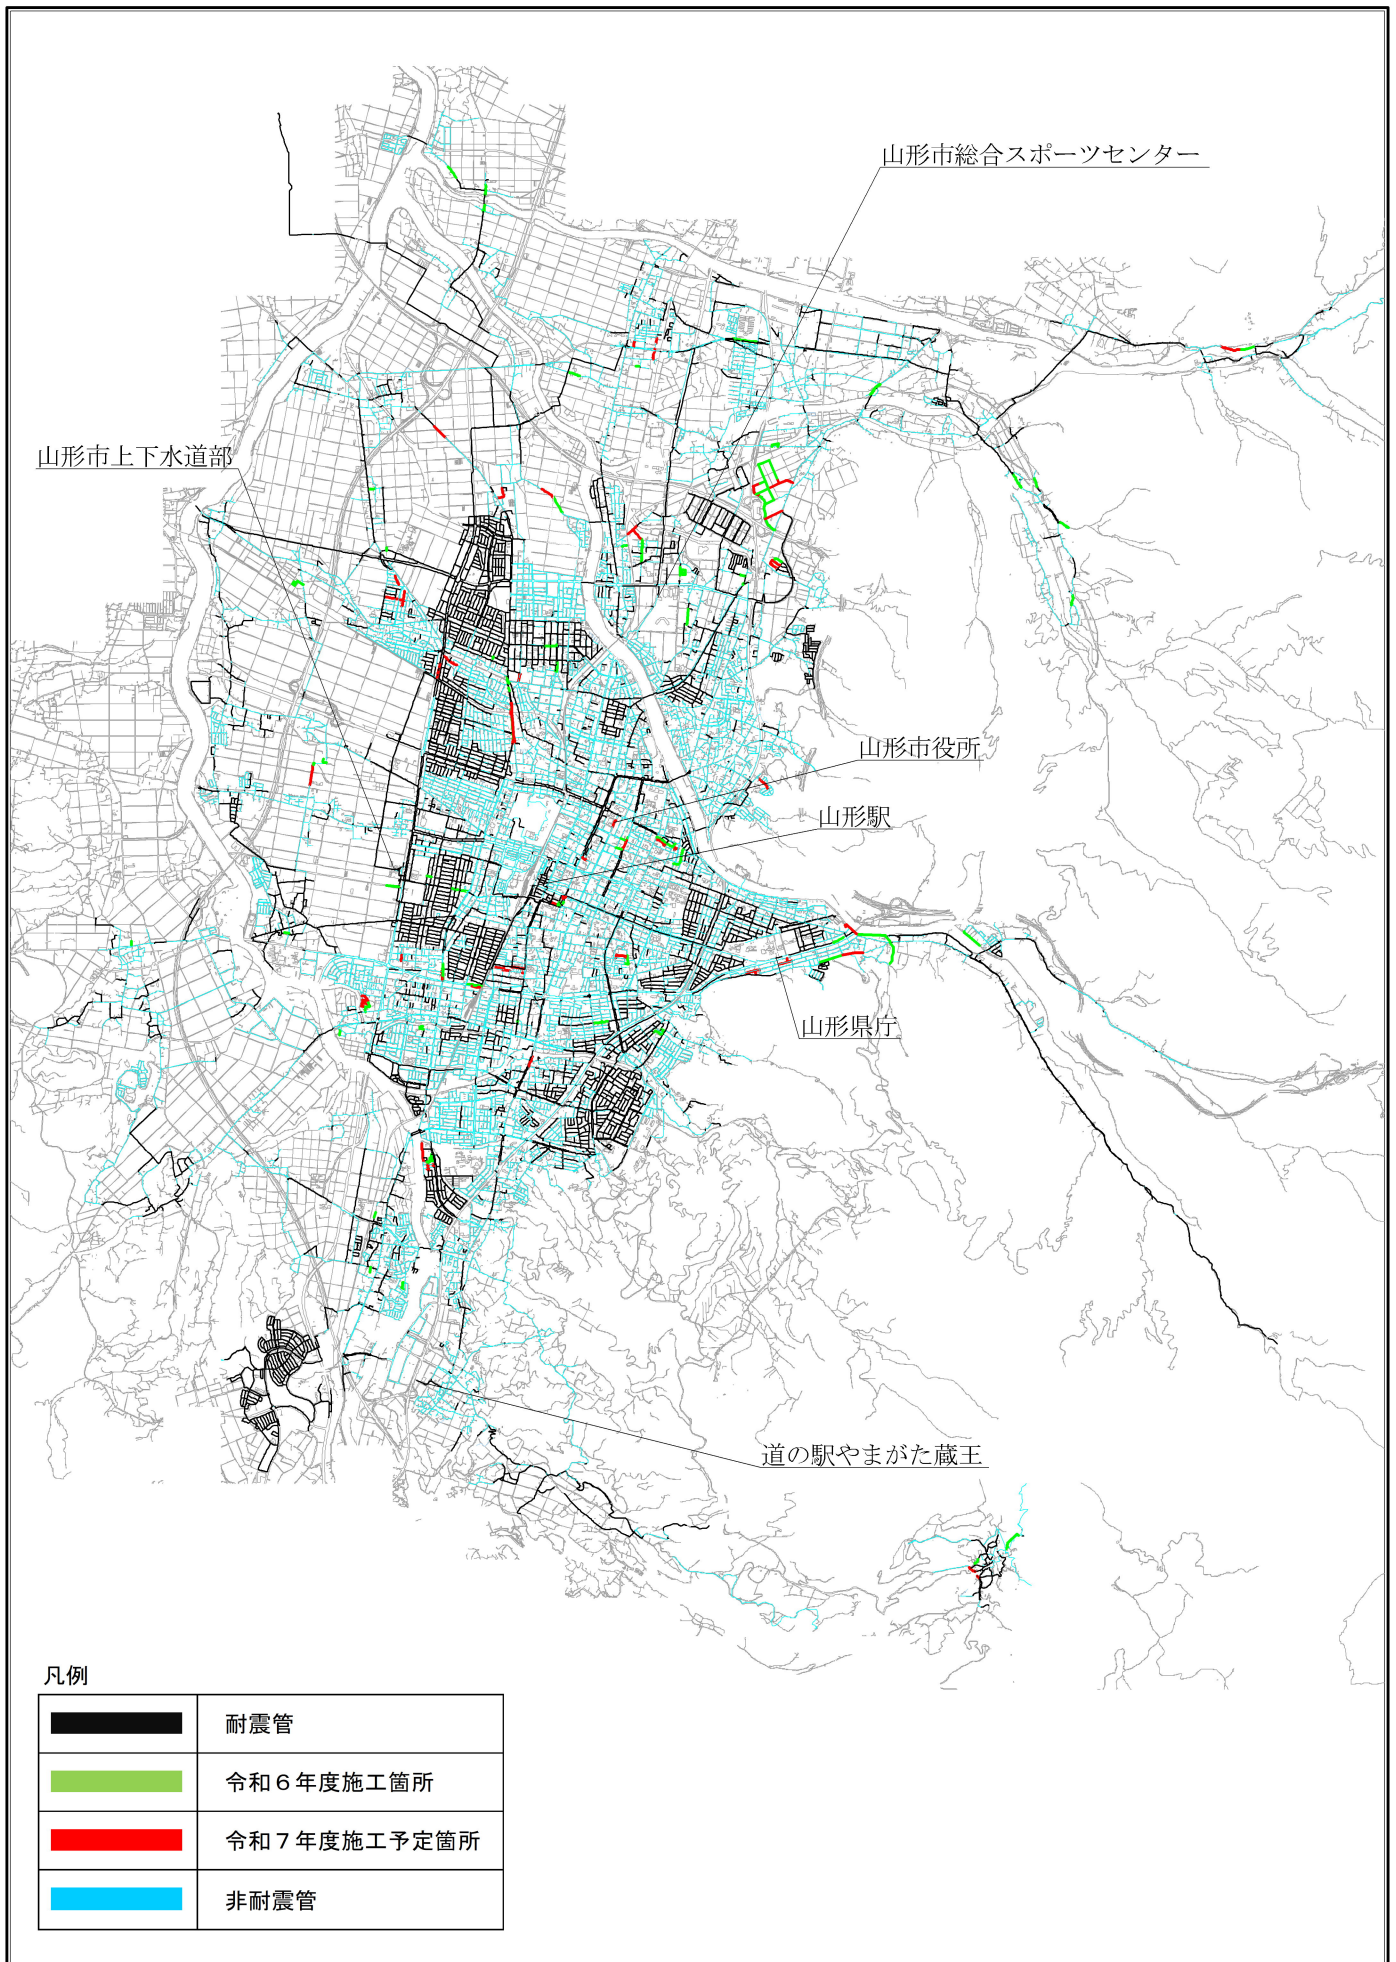 山形市総合スポーツセンター
山形市上下水道部
山形市役所
山形駅
山形県庁
道の駅やまがた蔵王
凡例
耐震管
令和６年度施工箇所
令和７年度施工予定箇所
非耐震管